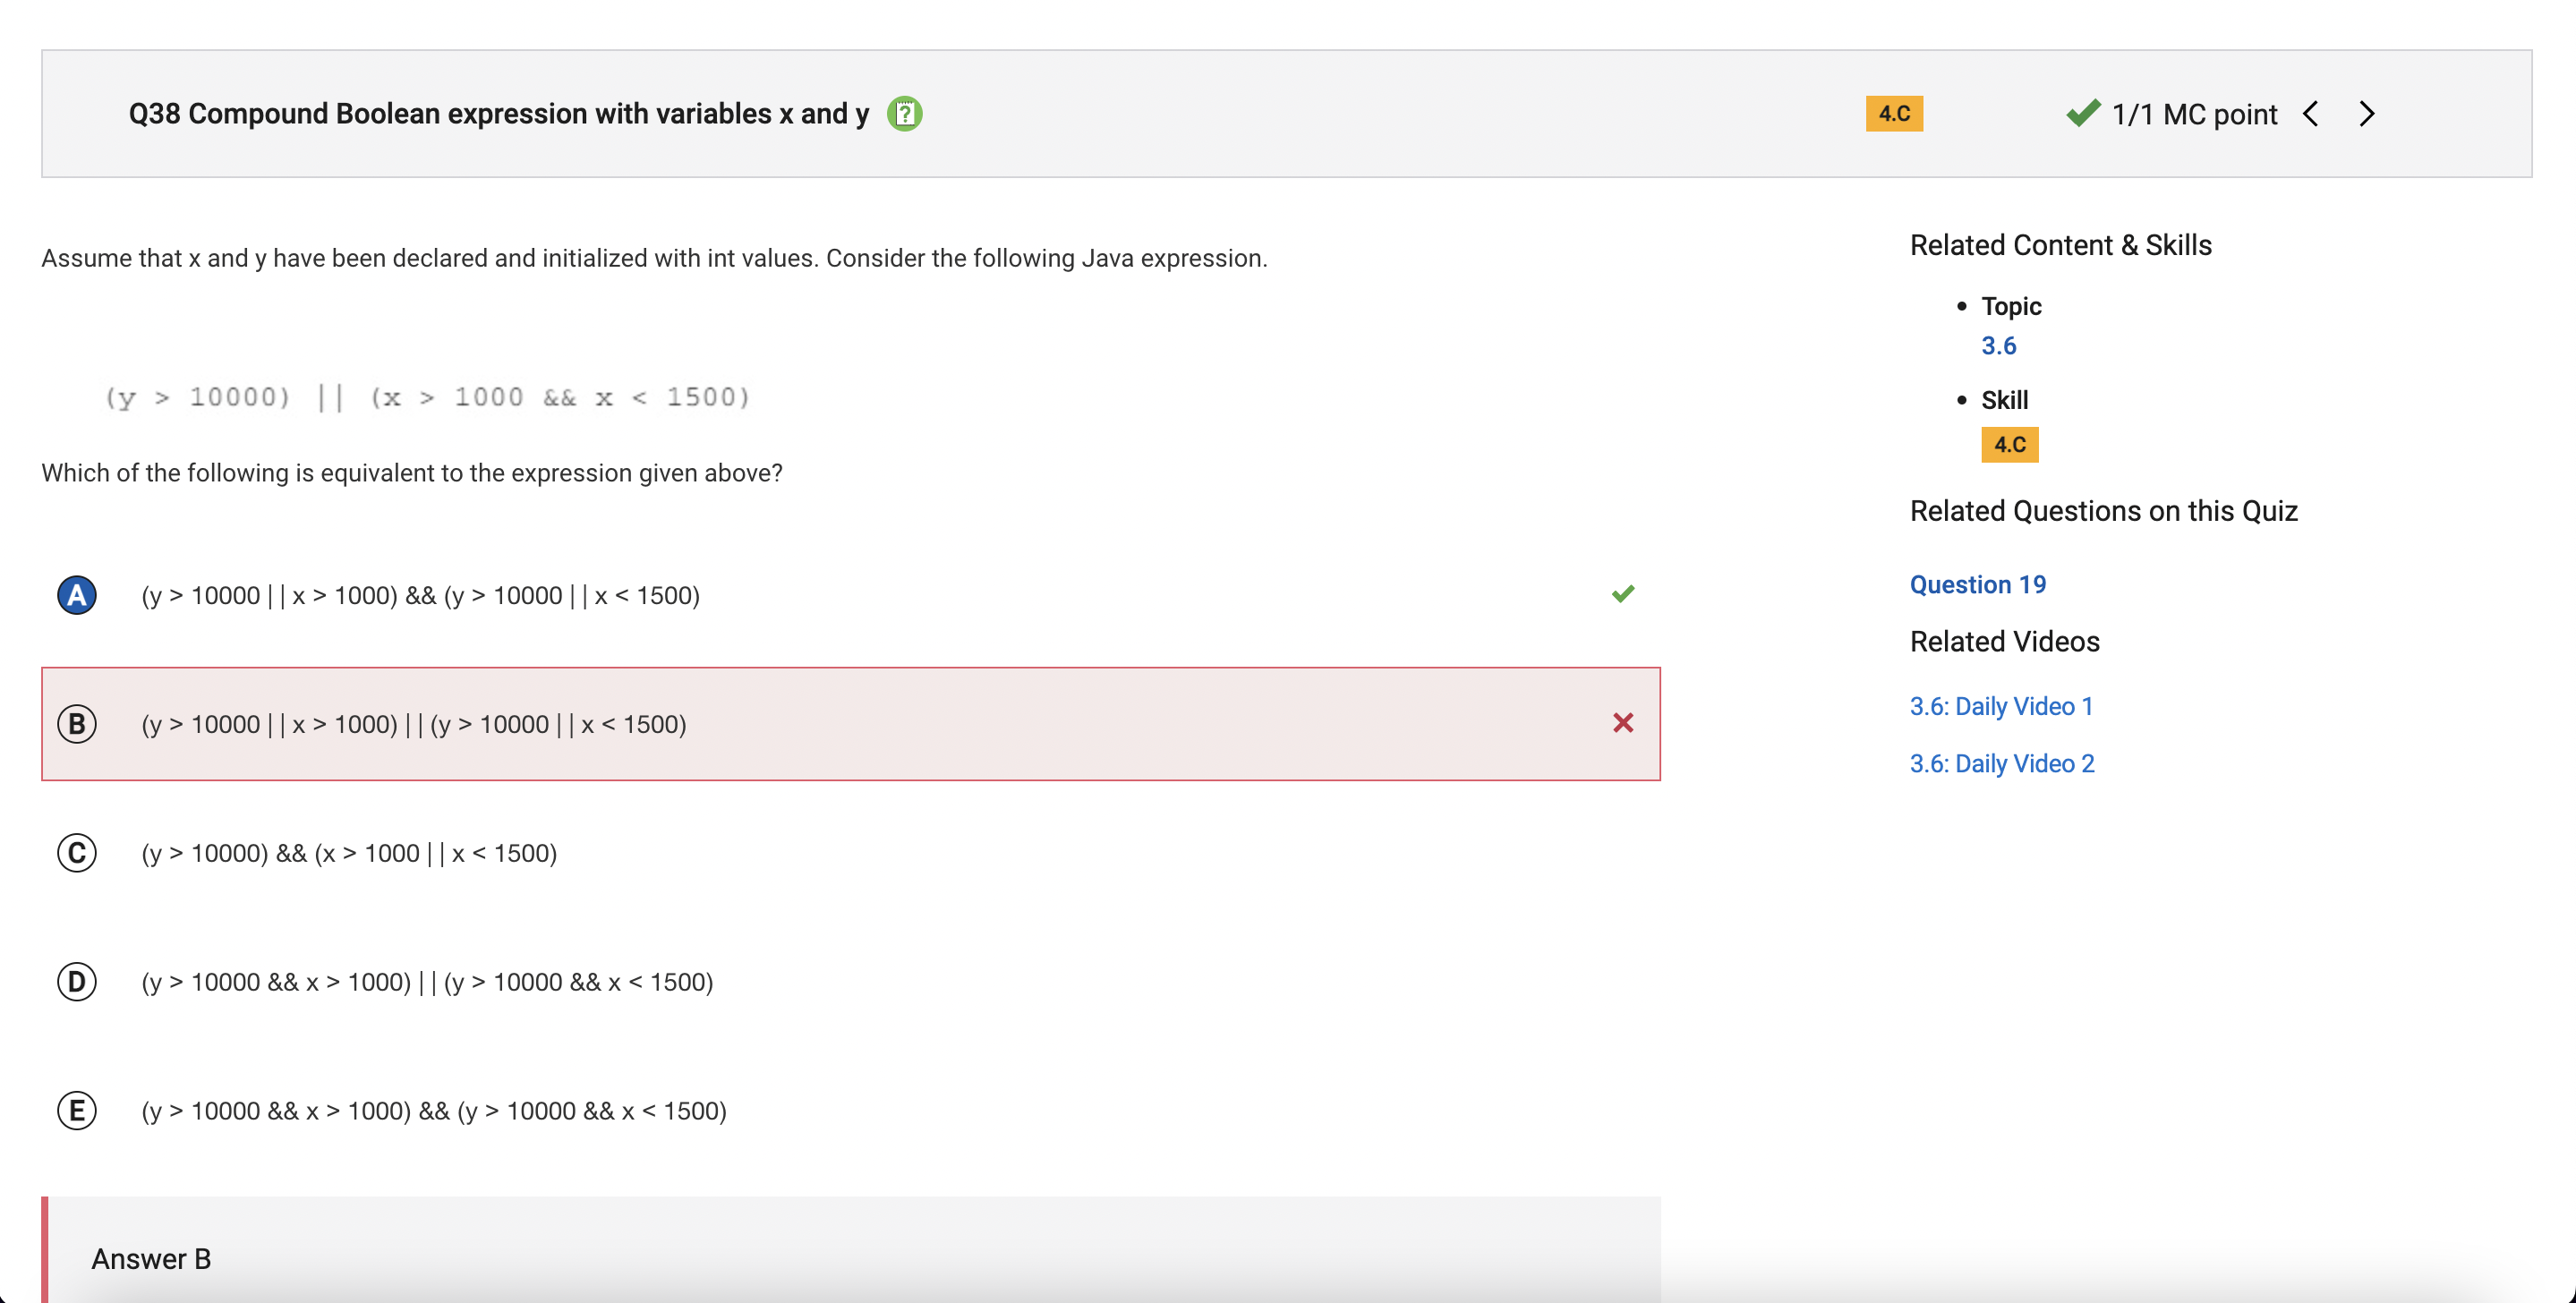 Q38 Compound Boolean expression with variables x and y
4.C
1/1 MC point
Assume that x and y have been declared and initialized with int values. Consider the following Java expression.
(y > 10000) || (x > 1000 && x < 1500)
Which of the following is equivalent to the expression given above?
A (y > 10000 || x > 1000) && (y > 10000 || x < 1500)
B (y > 10000 || x > 1000) || (y > 10000 || x < 1500)
C (y > 10000) && (x > 1000 || x < 1500)
D (y > 10000 && x > 1000) || (y > 10000 && x < 1500)
E (y > 10000 && x > 1000) && (y > 10000 && x < 1500)
Answer B
Related Content & Skills
• Topic
3.6
• Skill
4.C
Related Questions on this Quiz
Question 19
Related Videos
3.6: Daily Video 1
3.6: Daily Video 2